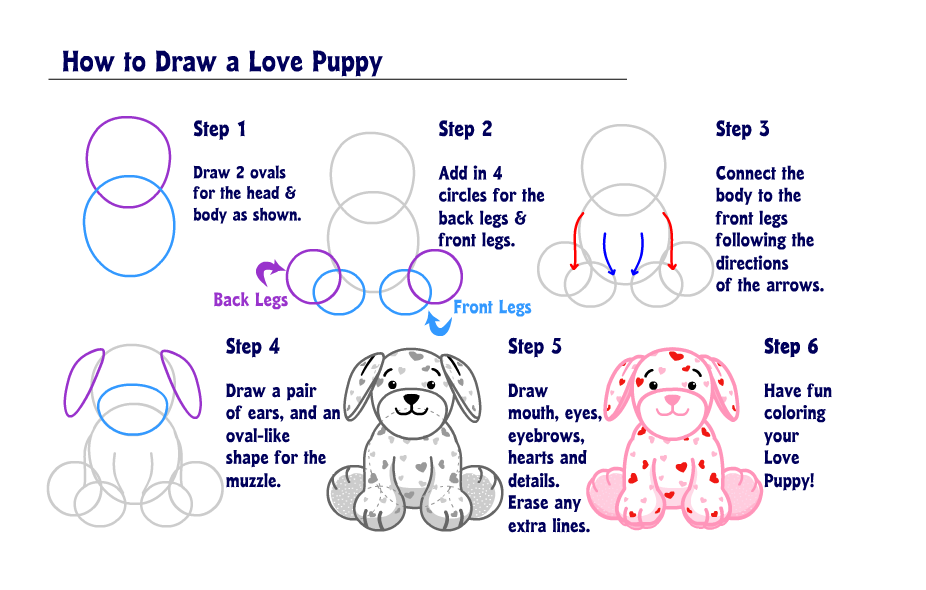 How to Draw a Love Puppy
Step 1
Draw 2 ovals
for the head &
body as shown.
Step 2
Add in 4
circles for the
back legs &
front legs.
Back Legs
Front Legs
Step 3
Connect the
body to the
front legs
following the
directions
of the arrows.
Step 4
Draw a pair
of ears, and an
oval-like
shape for the
muzzle.
Step 5
Draw
mouth, eyes,
eyebrows,
hearts and
details.
Erase any
extra lines.
Step 6
Have fun
coloring
your
Love
Puppy!